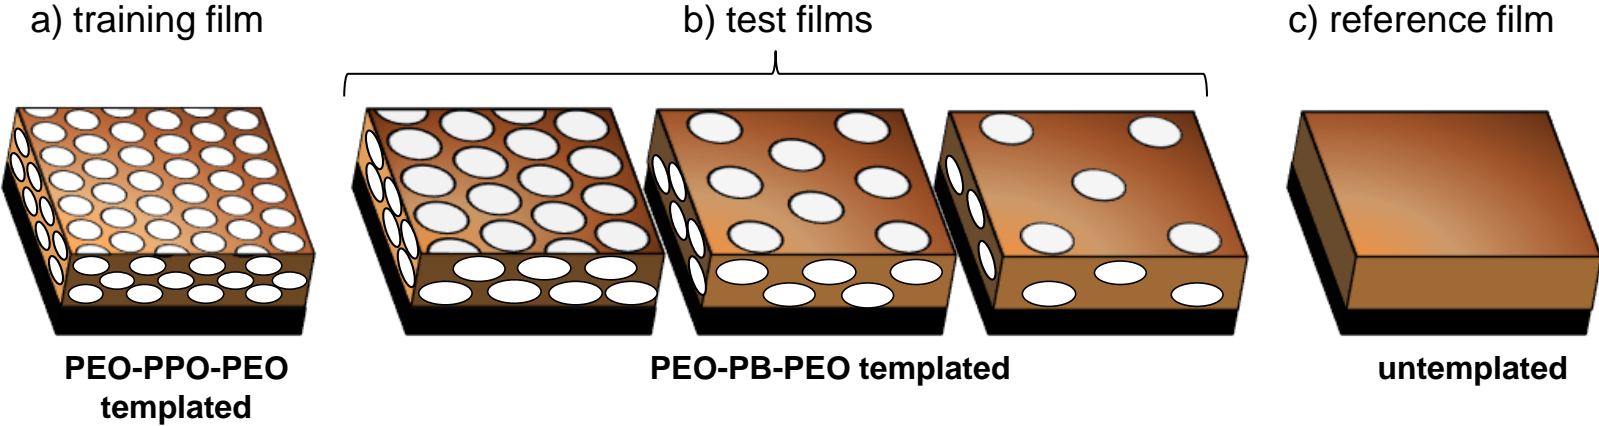 a) training film
b) test films
c) reference film
PEO-PPO-PEO
templated
PEO-PB-PEO templated
untemplated